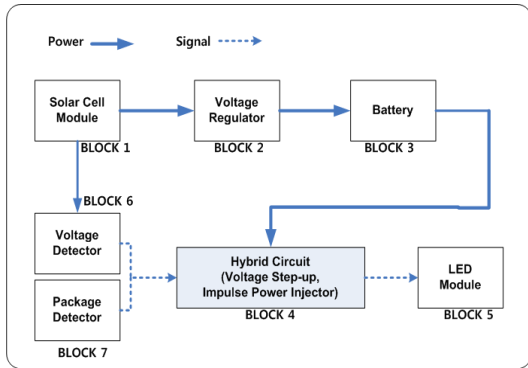 Power
Signal
Solar Cell
Module
BLOCK 1
Voltage
Regulator
BLOCK 2
Battery
BLOCK 3
BLOCK 6
Voltage
Detector
Package
Detector
BLOCK 7
Hybrid Circuit
(Voltage Step-up,
Impulse Power Injector)
BLOCK 4
LED
Module
BLOCK 5